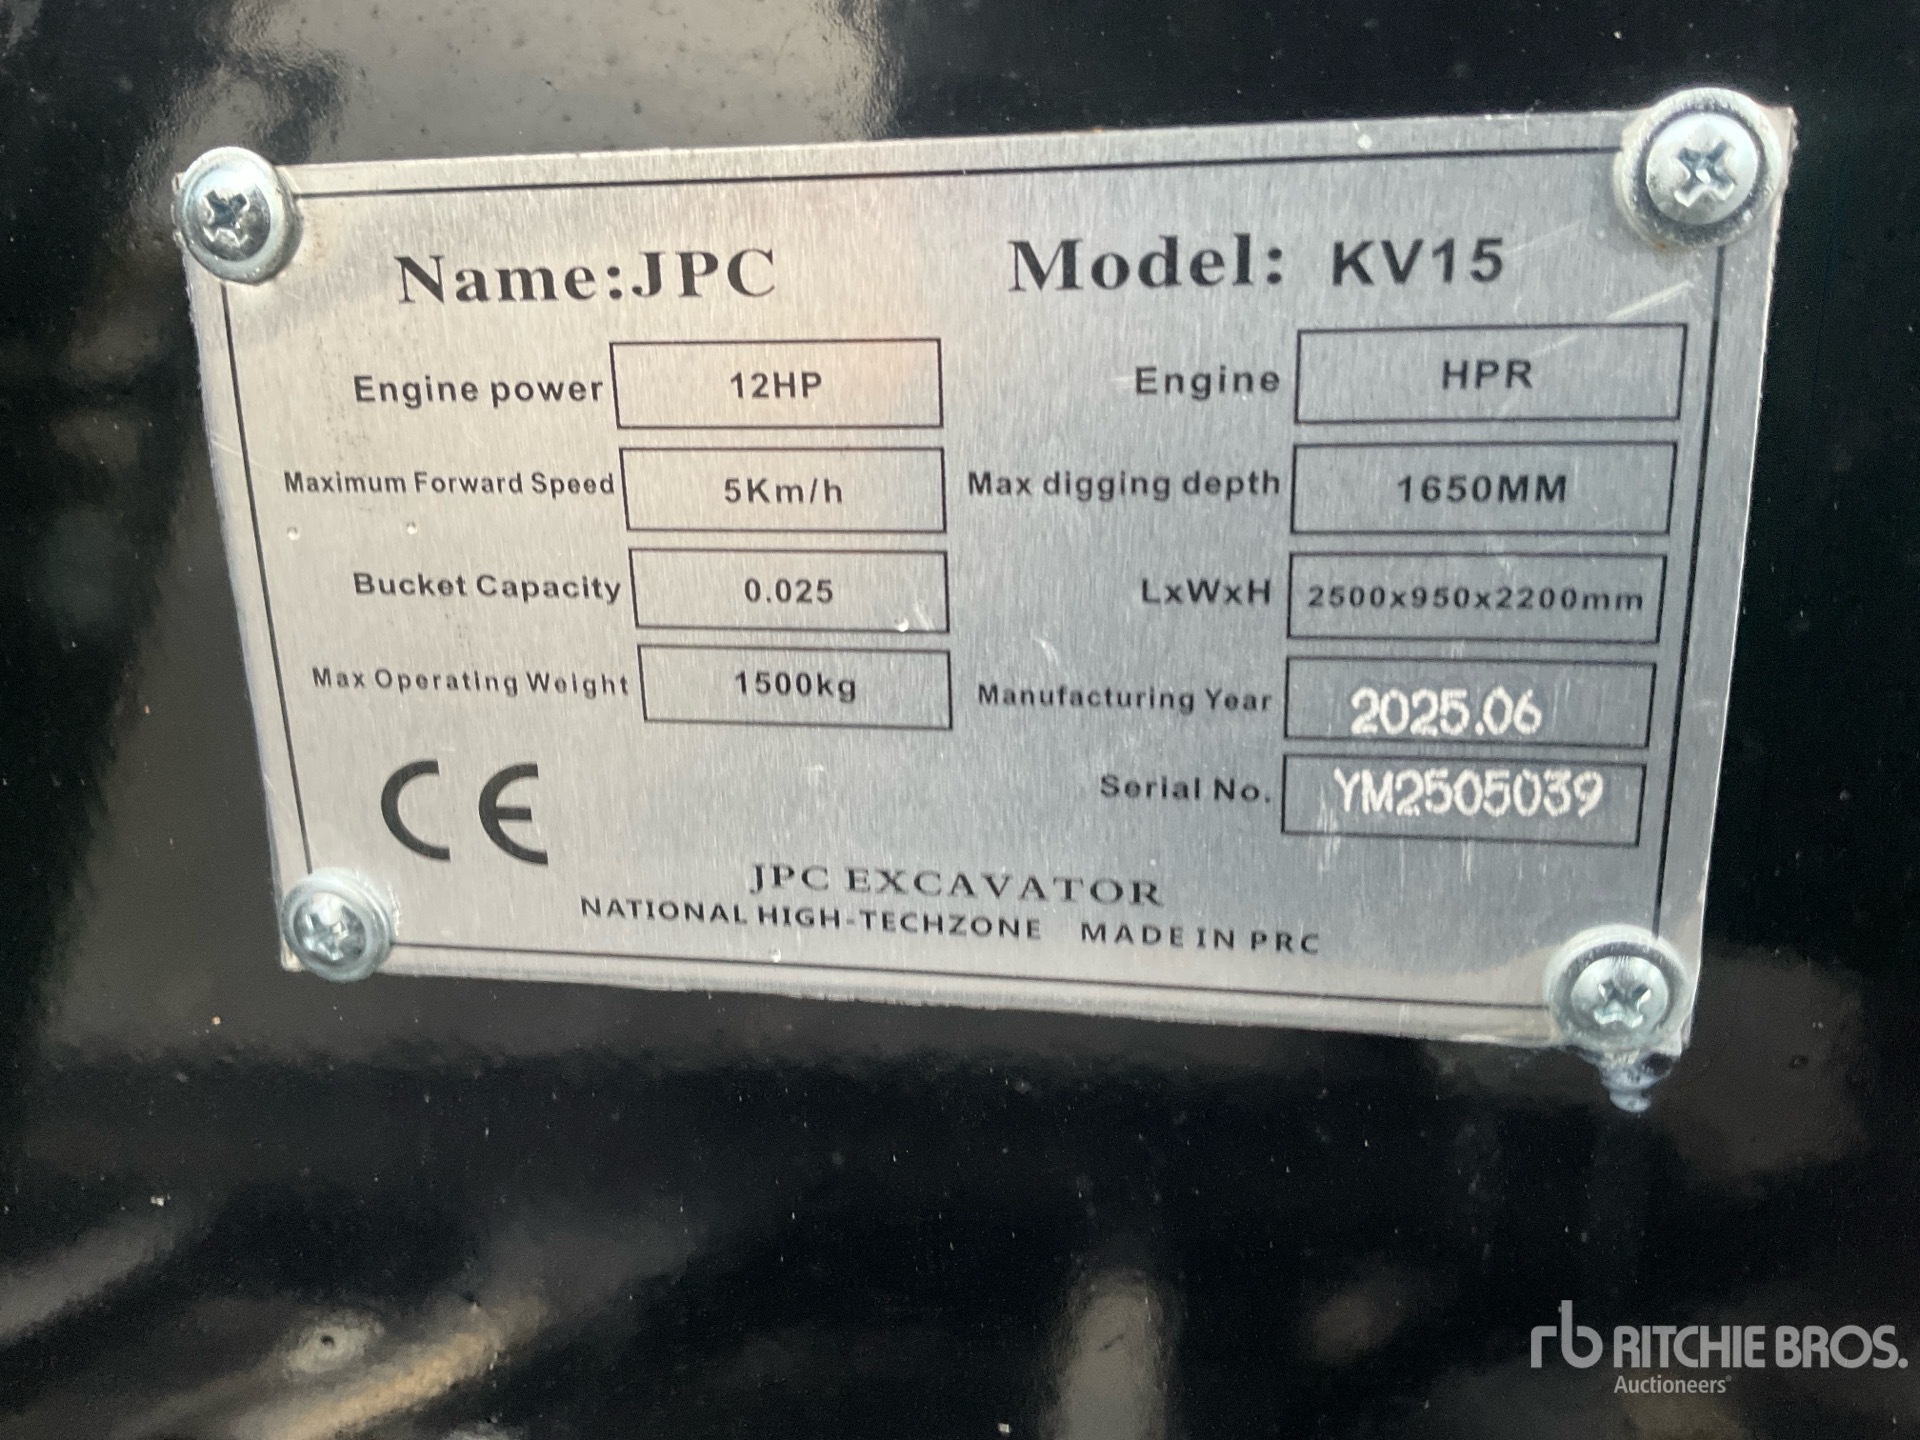 Name:JPC Model: KV15
Engine power 12HP Engine HPR
Maximum Forward Speed 5Km/h Max digging depth 1650MM
Bucket Capacity 0.025 LxWxH 2500x950x2200mm
Max Operating Weight 1500kg Manufacturing Year 2025.06
CE Serial No. YM2505039
JPC EXCAVATOR
NATIONAL HIGH-TECHZONE MADE IN PRC
rb RITCHIE BROS.
Auctioneers